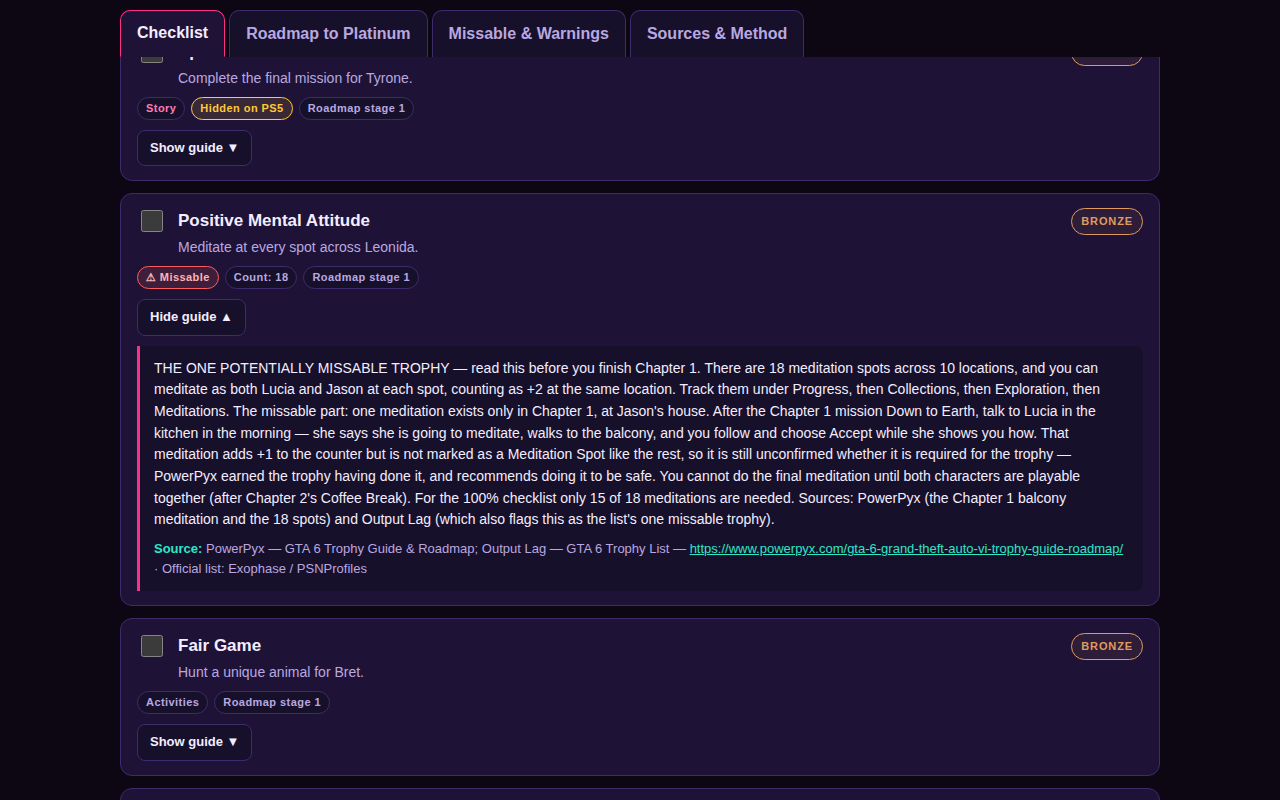 Checklist
Roadmap to Platinum
Missable & Warnings
Sources & Method
Complete the final mission for Tyrone.
Story
Hidden on PS5
Roadmap stage 1
Show guide ▼
Positive Mental Attitude
BRONZE
Meditate at every spot across Leonida.
⚠ Missable
Count: 18
Roadmap stage 1
Hide guide ▲
THE ONE POTENTIALLY MISSABLE TROPHY — read this before you finish Chapter 1. There are 18 meditation spots across 10 locations, and you can
meditate as both Lucia and Jason at each spot, counting as +2 at the same location. Track them under Progress, then Collections, then Exploration, then
Meditations. The missable part: one meditation exists only in Chapter 1, at Jason's house. After the Chapter 1 mission Down to Earth, talk to Lucia in the
kitchen in the morning — she says she is going to meditate, walks to the balcony, and you follow and choose Accept while she shows you how. That
meditation adds +1 to the counter but is not marked as a Meditation Spot like the rest, so it is still unconfirmed whether it is required for the trophy —
PowerPyx earned the trophy having done it, and recommends doing it to be safe. You cannot do the final meditation until both characters are playable
together (after Chapter 2's Coffee Break). For the 100% checklist only 15 of 18 meditations are needed. Sources: PowerPyx (the Chapter 1 balcony
meditation and the 18 spots) and Output Lag (which also flags this as the list's one missable trophy).
Source: PowerPyx — GTA 6 Trophy Guide & Roadmap; Output Lag — GTA 6 Trophy List — https://www.powerpyx.com/gta-6-grand-theft-auto-vi-trophy-guide-roadmap/
· Official list: Exophase / PSNProfiles
Fair Game
BRONZE
Hunt a unique animal for Bret.
Activities
Roadmap stage 1
Show guide ▼